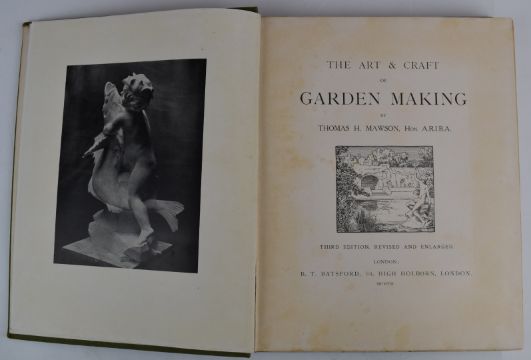 THE ART & CRAFT
OF
GARDEN MAKING
BY
THOMAS H. MAWSON, HON. A.R.I.B.A.
THIRD EDITION, REVISED AND ENLARGED
LONDON:
B. T. BATSFORD, 94, HIGH HOLBORN, LONDON.